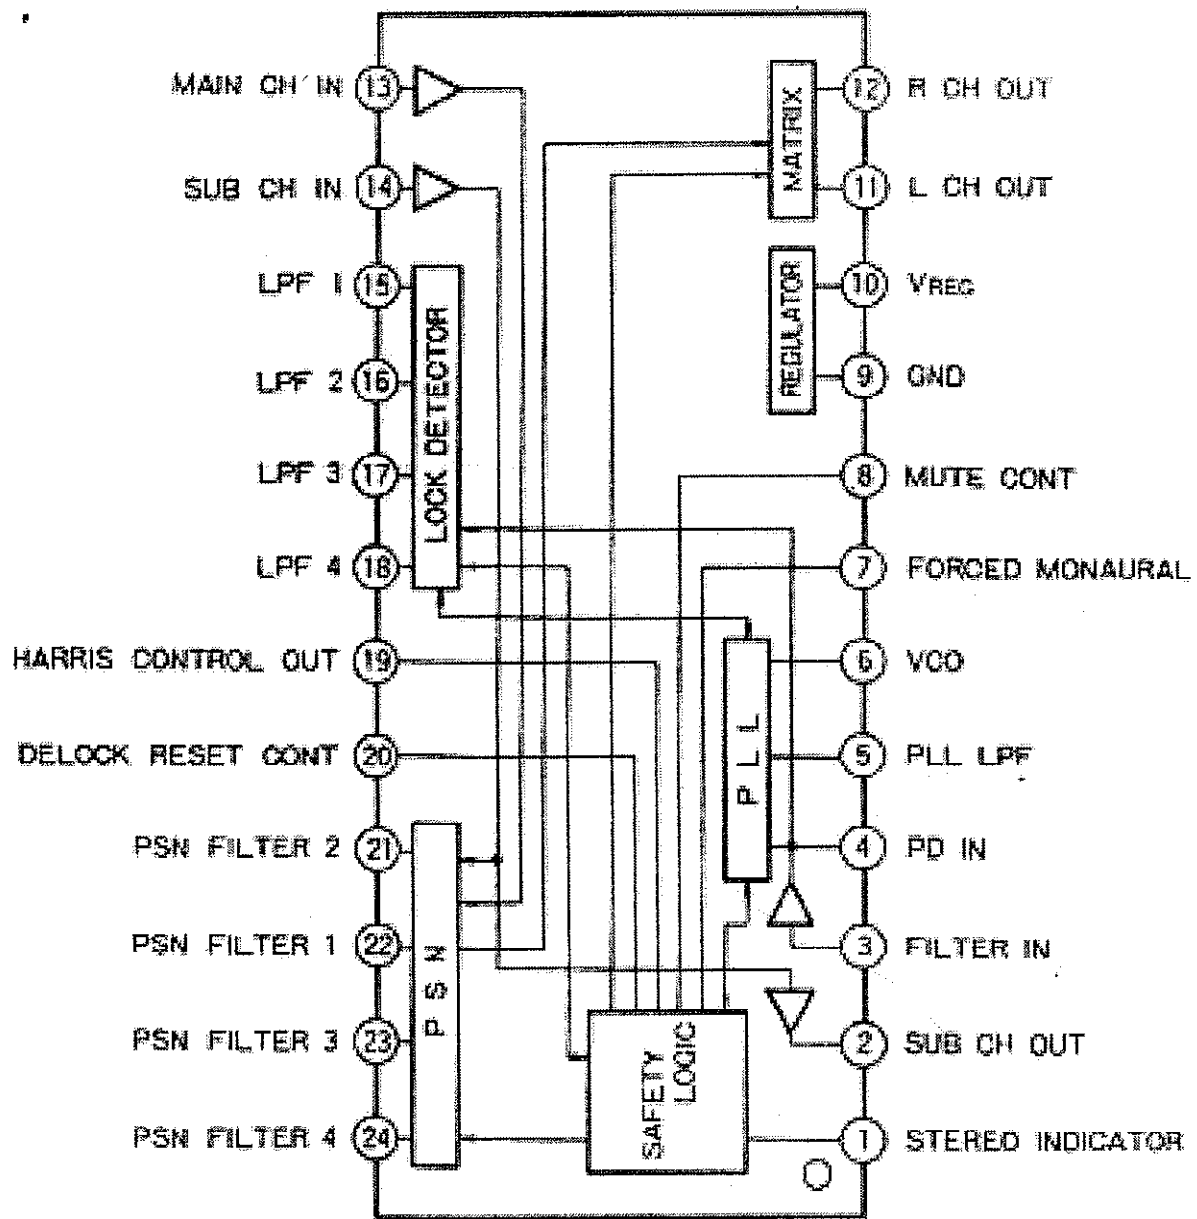 MAIN CH IN 13
12 R CH OUT
SUB CH IN 14
11 L CH OUT
MATRIX
LPF 1 15
10 VREG
LPF 2 16
9 GND
REGULATOR
LOCK DETECTOR
LPF 3 17
8 MUTE CONT
LPF 4 18
7 FORCED MONAURAL
HARRIS CONTROL OUT 19
6 VCO
DELOCK RESET CONT 20
5 PLL LPF
PLL
PSN FILTER 2 21
4 PD IN
PSN FILTER 1 22
3 FILTER IN
PSN
PSN FILTER 3 23
2 SUB CH OUT
SAFETY
LOGIC
PSN FILTER 4 24
1 STEREO INDICATOR